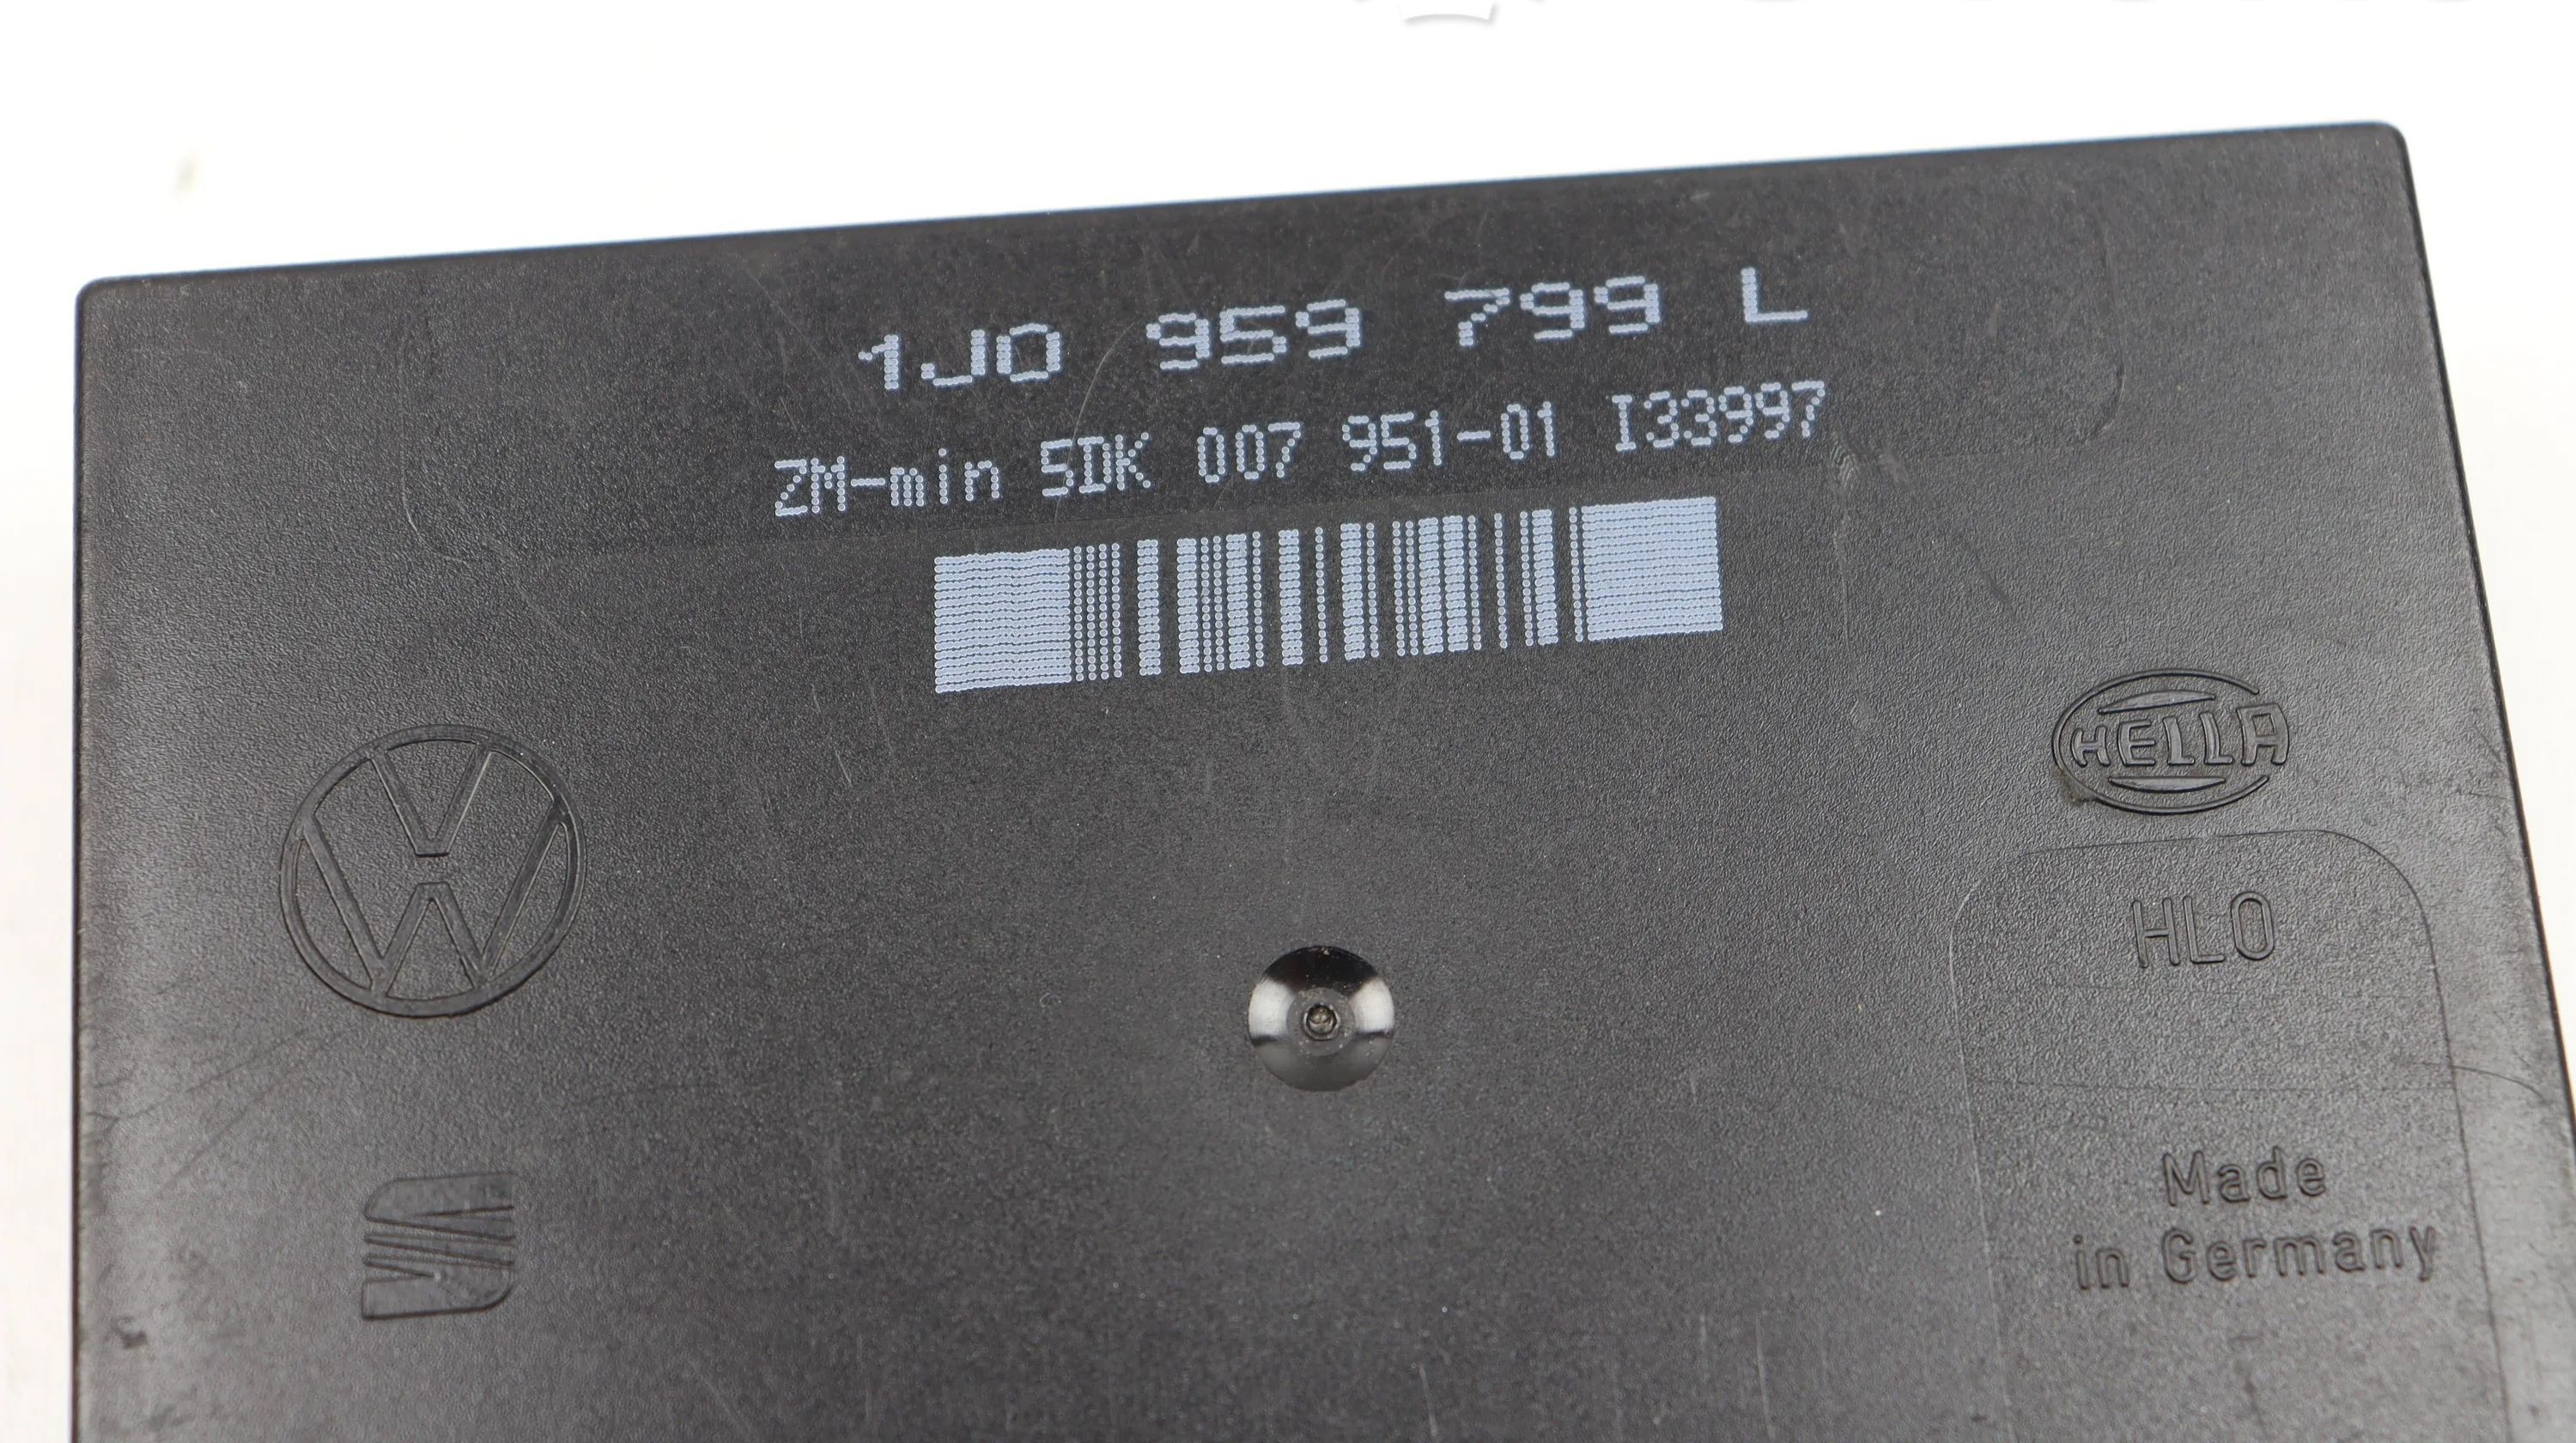 1J0 959 799 L
ZM-min 5DK 007 951-01 I33997
HELLA
HLO
Made
in Germany